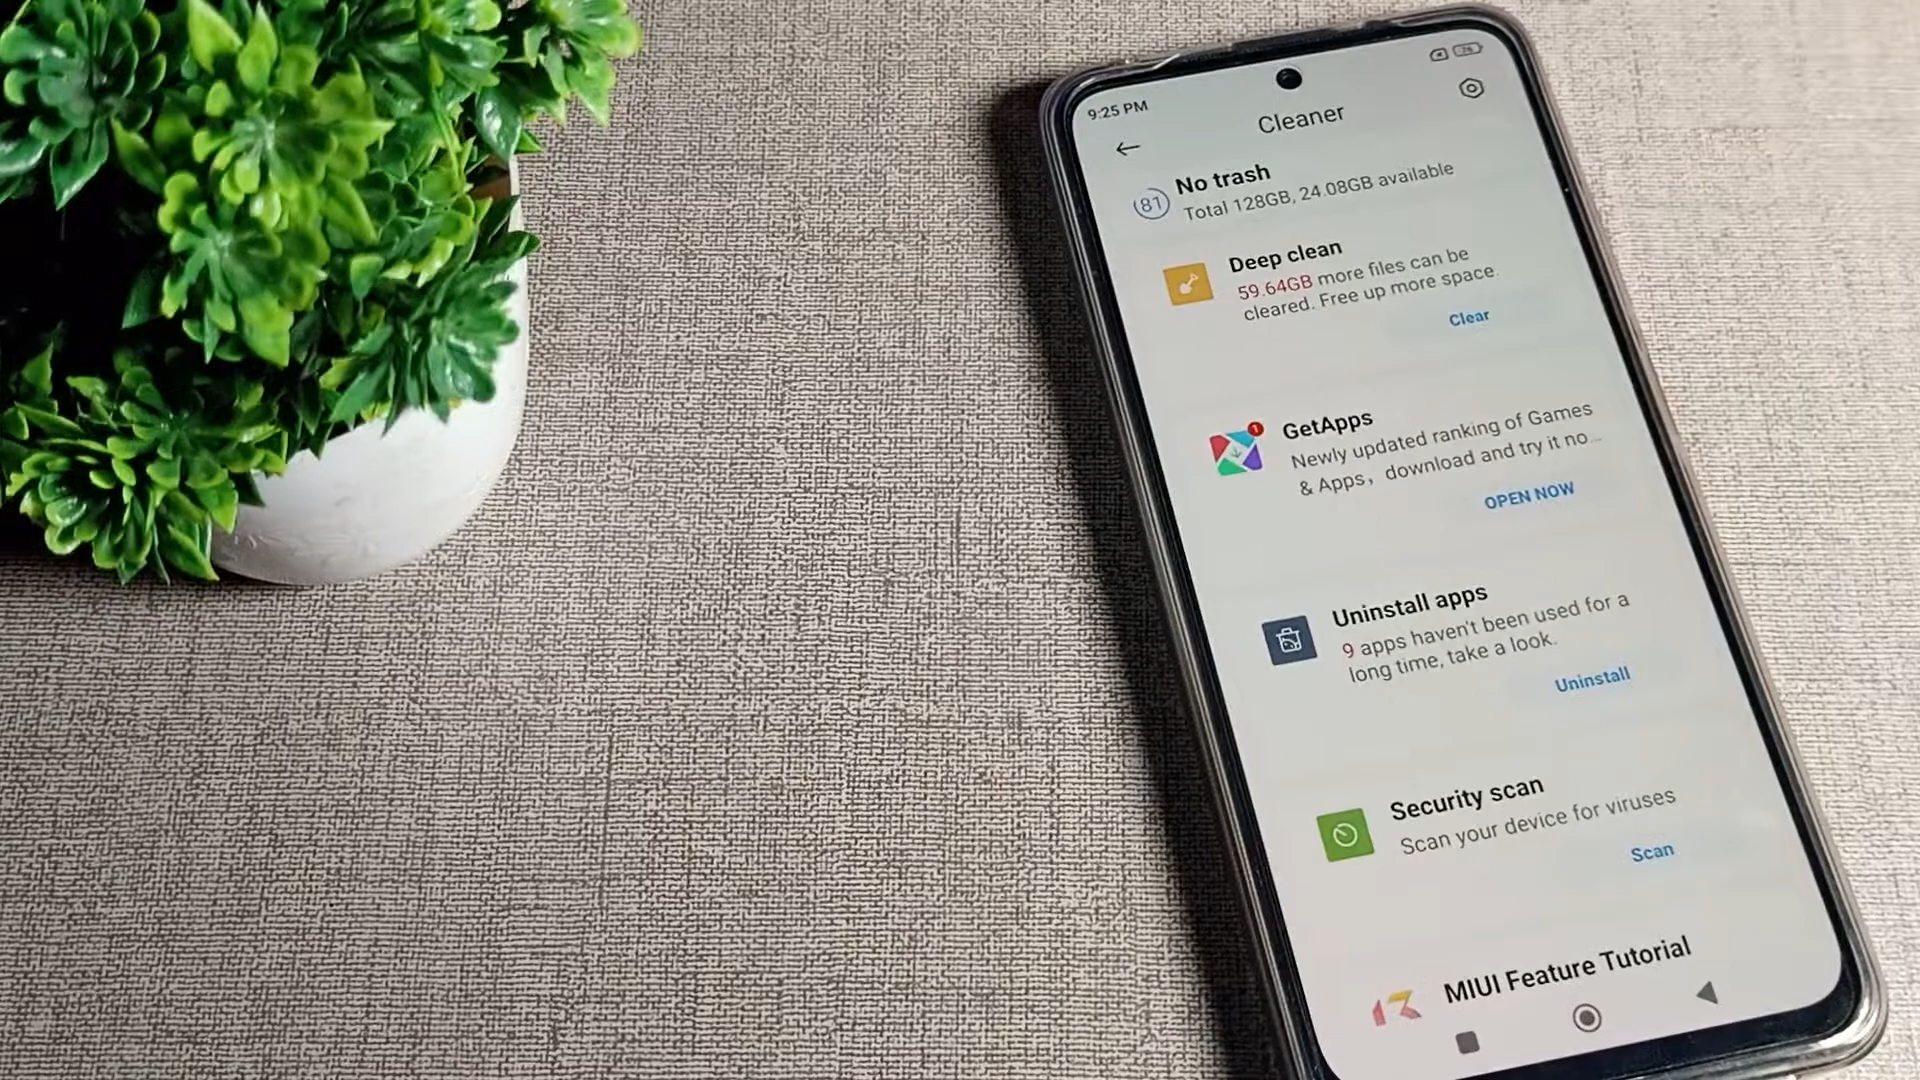 9:25 PM
Cleaner
81
No trash
Total 128GB, 24.08GB available
Deep clean
59.64GB more files can be
cleared. Free up more space.
Clear
1
GetApps
Newly updated ranking of Games
& Apps，download and try it no...
OPEN NOW
Uninstall apps
9 apps haven't been used for a
long time, take a look.
Uninstall
Security scan
Scan your device for viruses
Scan
MIUI Feature Tutorial